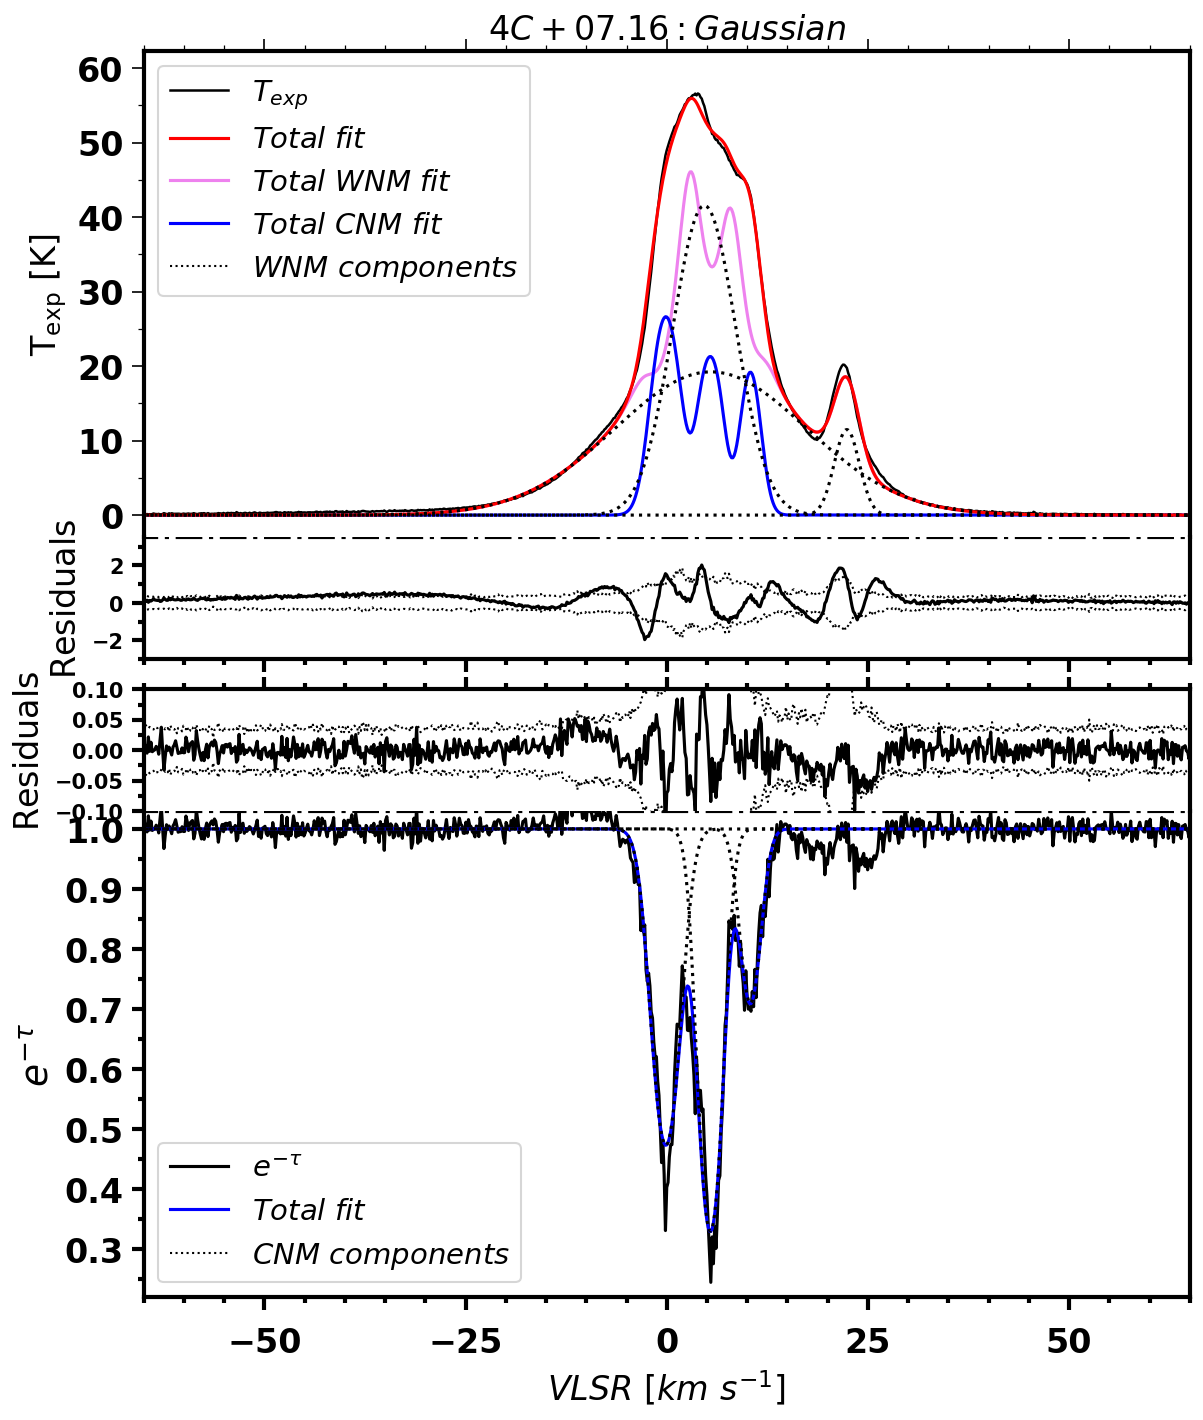 4C + 07.16 : Gaussian
60
50
40
30
20
10
0
T_exp [K]
T_exp
Total fit
Total WNM fit
Total CNM fit
WNM components
2
0
−2
Residuals
0.10
0.05
0.00
−0.05
−0.10
Residuals
1.0
0.9
0.8
0.7
0.6
0.5
0.4
0.3
e^{−τ}
e^{−τ}
Total fit
CNM components
−50 −25 0 25 50
VLSR [km s^{−1}]